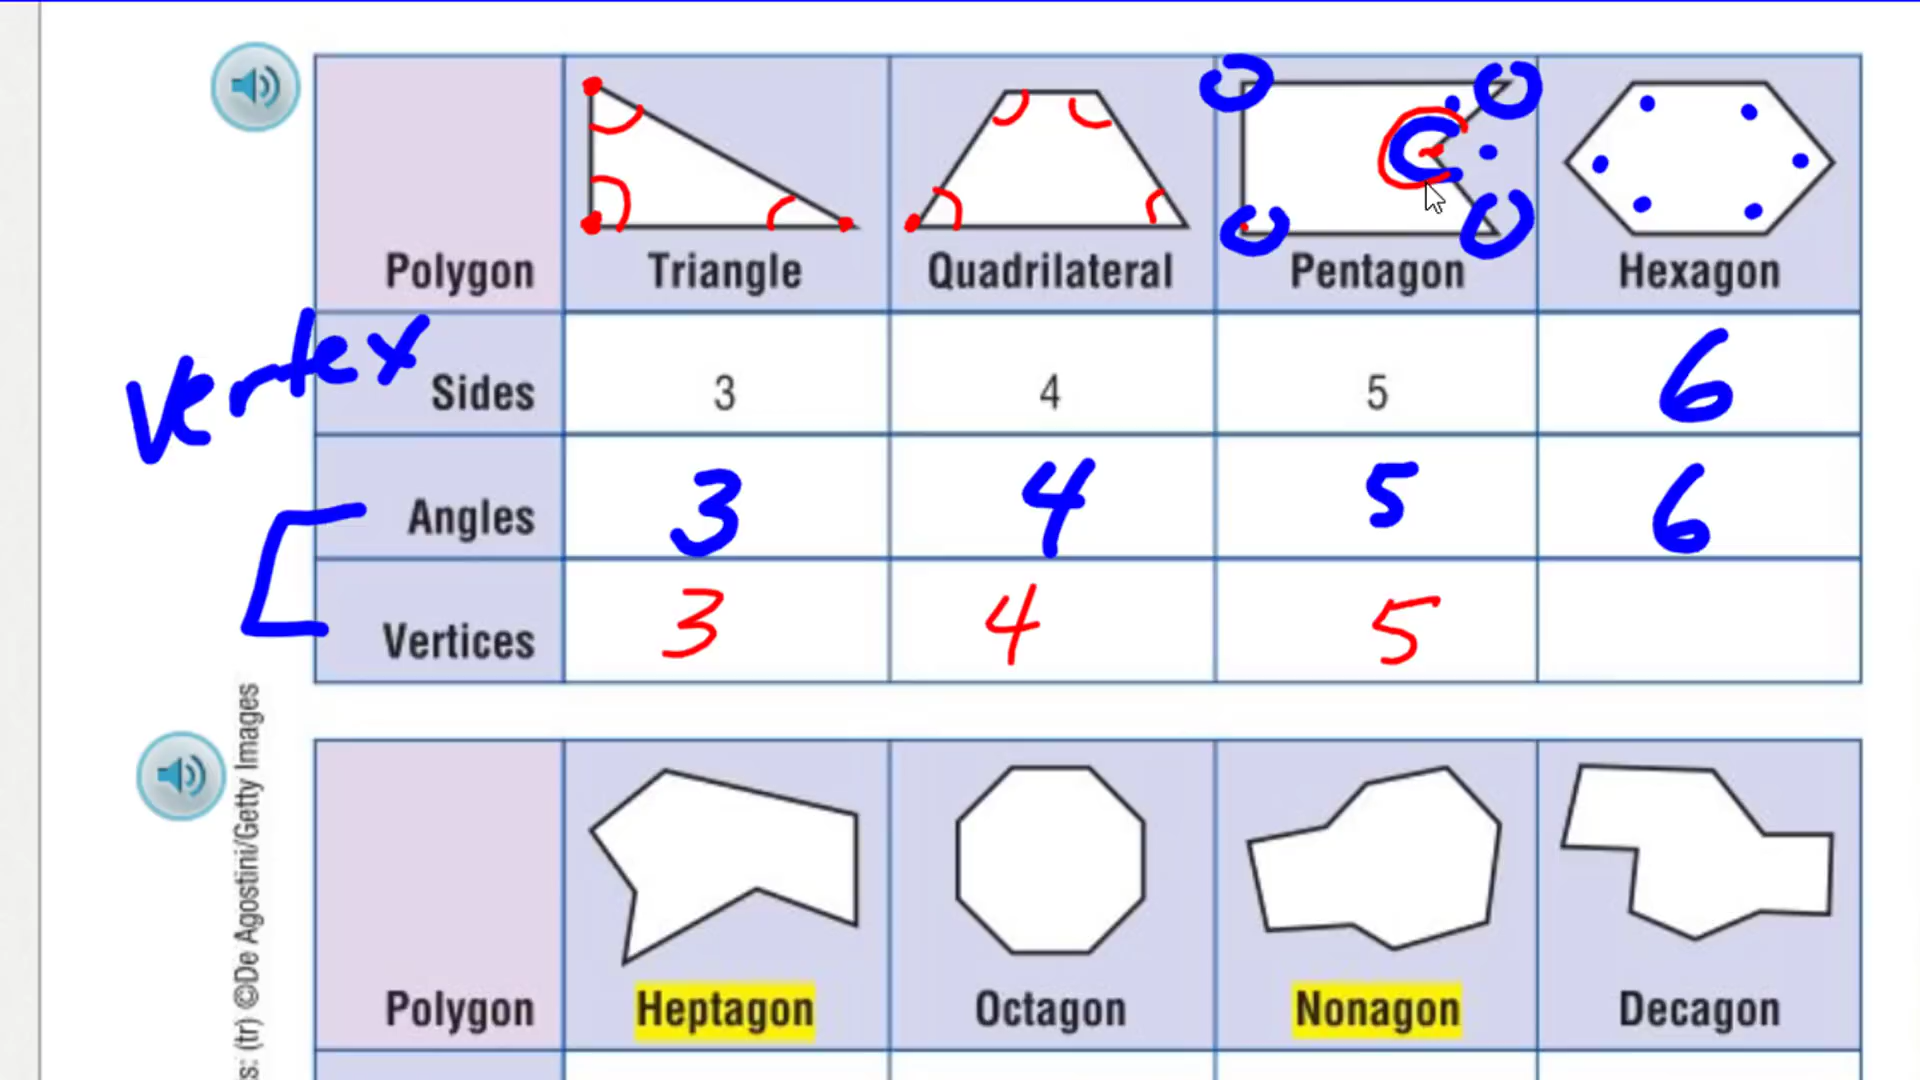 Polygon Triangle Quadrilateral Pentagon Hexagon
vertex
Sides 3 4 5 6
Angles 3 4 5 6
Vertices 3 4 5
s: (tr) ©De Agostini/Getty Images
Polygon Heptagon Octagon Nonagon Decagon